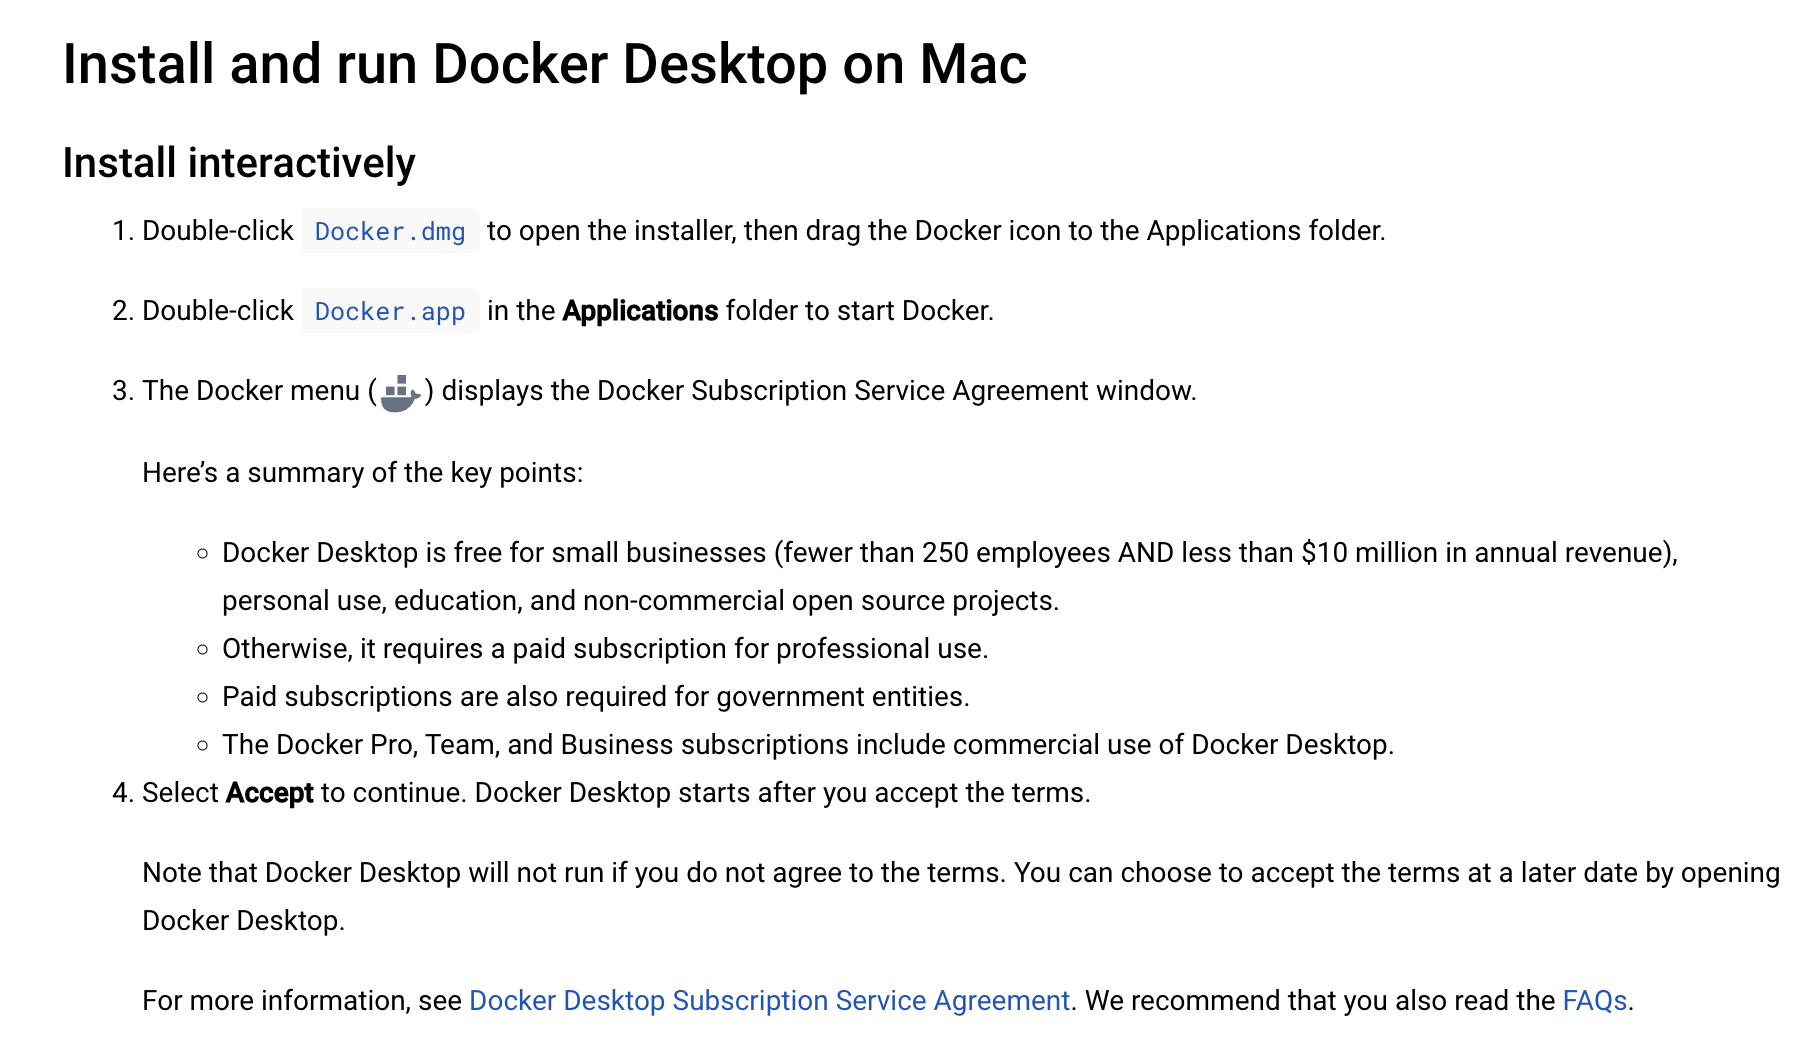 Install and run Docker Desktop on Mac
Install interactively
1. Double-click Docker.dmg to open the installer, then drag the Docker icon to the Applications folder.
2. Double-click Docker.app in the Applications folder to start Docker.
3. The Docker menu ( ) displays the Docker Subscription Service Agreement window.
Here’s a summary of the key points:
◦ Docker Desktop is free for small businesses (fewer than 250 employees AND less than $10 million in annual revenue),
personal use, education, and non-commercial open source projects.
◦ Otherwise, it requires a paid subscription for professional use.
◦ Paid subscriptions are also required for government entities.
◦ The Docker Pro, Team, and Business subscriptions include commercial use of Docker Desktop.
4. Select Accept to continue. Docker Desktop starts after you accept the terms.
Note that Docker Desktop will not run if you do not agree to the terms. You can choose to accept the terms at a later date by opening
Docker Desktop.
For more information, see Docker Desktop Subscription Service Agreement. We recommend that you also read the FAQs.